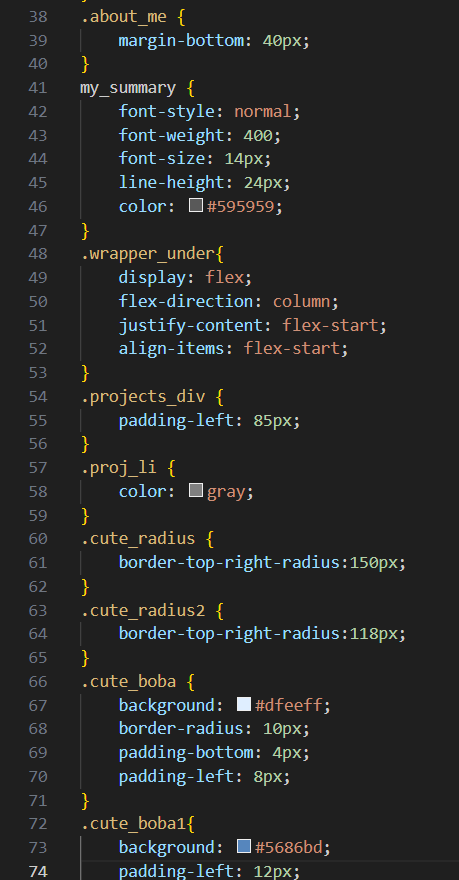 38 .about_me {
39     margin-bottom: 40px;
40 }
41 my_summary {
42     font-style: normal;
43     font-weight: 400;
44     font-size: 14px;
45     line-height: 24px;
46     color: #595959;
47 }
48 .wrapper_under{
49     display: flex;
50     flex-direction: column;
51     justify-content: flex-start;
52     align-items: flex-start;
53 }
54 .projects_div {
55     padding-left: 85px;
56 }
57 .proj_li {
58     color: gray;
59 }
60 .cute_radius {
61     border-top-right-radius:150px;
62 }
63 .cute_radius2 {
64     border-top-right-radius:118px;
65 }
66 .cute_boba {
67     background: #dfeeff;
68     border-radius: 10px;
69     padding-bottom: 4px;
70     padding-left: 8px;
71 }
72 .cute_boba1{
73     background: #5686bd;
74     padding-left: 12px;